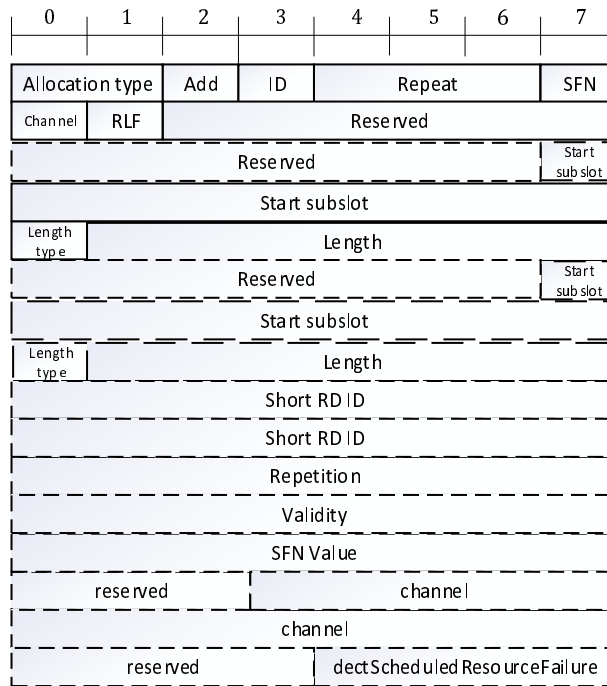 0 1 2 3 4 5 6 7
Allocation type Add ID Repeat SFN
Channel RLF Reserved
Reserved Start
subslot
Start subslot
Length
type Length
Reserved Start
subslot
Start subslot
Length
type Length
Short RD ID
Short RD ID
Repetition
Validity
SFN Value
reserved channel
channel
reserved dectScheduledResourceFailure